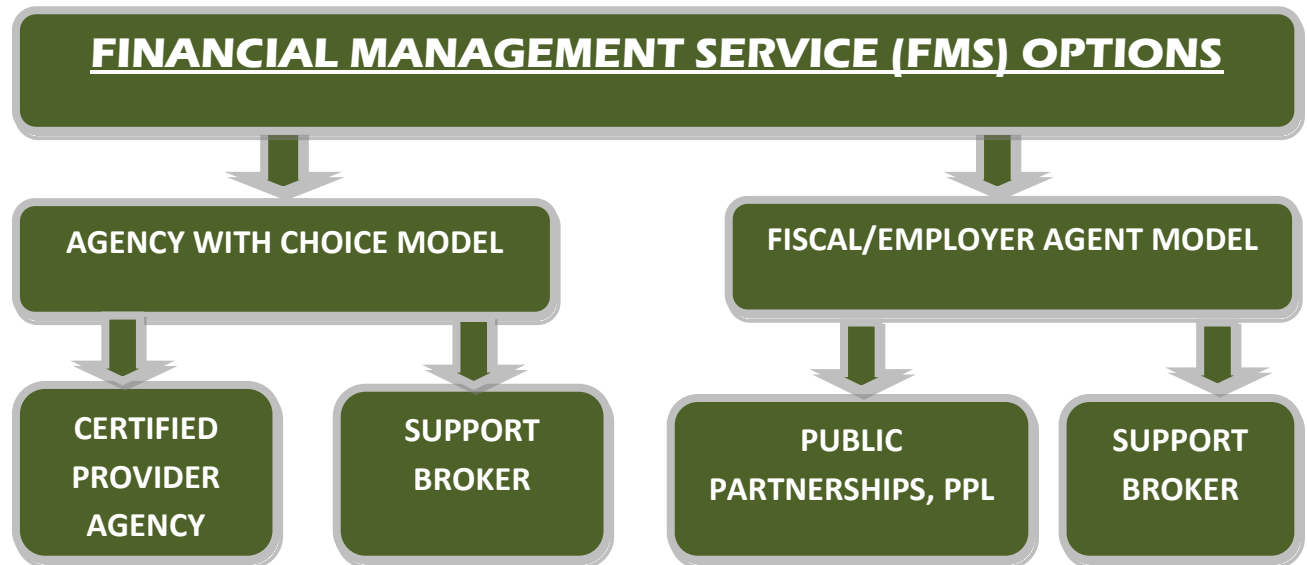 FINANCIAL MANAGEMENT SERVICE (FMS) OPTIONS
AGENCY WITH CHOICE MODEL
FISCAL/EMPLOYER AGENT MODEL
CERTIFIED
PROVIDER
AGENCY
SUPPORT
BROKER
PUBLIC
PARTNERSHIPS, PPL
SUPPORT
BROKER